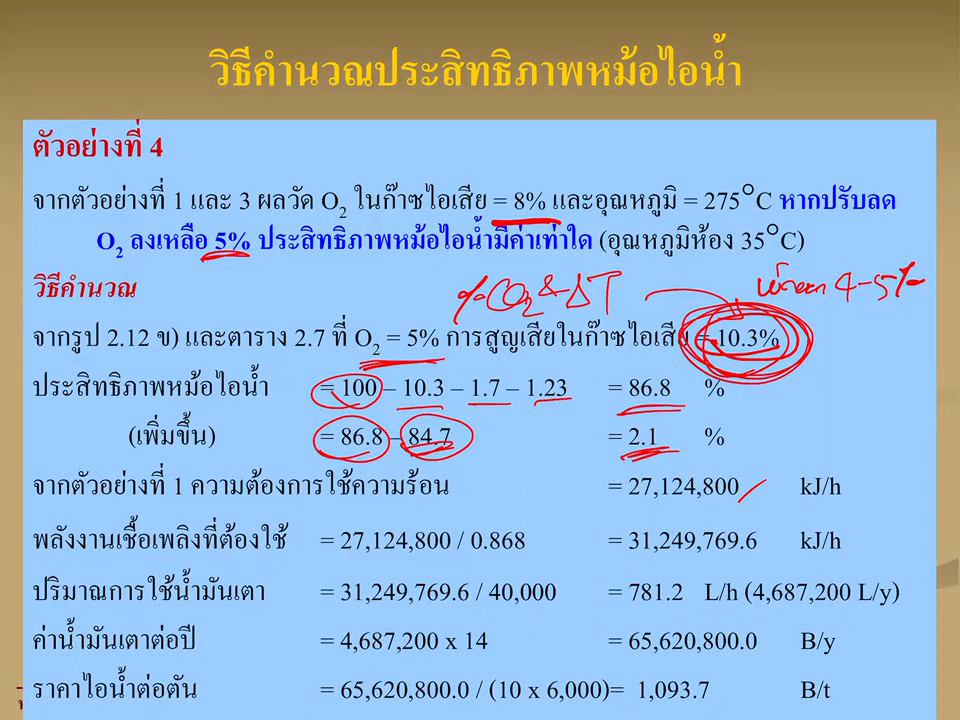 วิธีคำนวณประสิทธิภาพหม้อไอน้ำ
ตัวอย่างที่ 4
จากตัวอย่างที่ 1 และ 3 ผลวัด O₂ ในก๊าซไอเสีย = 8% และอุณหภูมิ = 275°C หากปรับลด
O₂ ลงเหลือ 5% ประสิทธิภาพหม้อไอน้ำมีค่าเท่าใด (อุณหภูมิห้อง 35°C)
วิธีคำนวณ
% CO₂ & ΔT 4-5%
จากรูป 2.12 ข) และตาราง 2.7 ที่ O₂ = 5% การสูญเสียในก๊าซไอเสีย = 10.3%
ประสิทธิภาพหม้อไอน้ำ = 100 – 10.3 – 1.7 – 1.23 = 86.8 %
(เพิ่มขึ้น) = 86.8 – 84.7 = 2.1 %
จากตัวอย่างที่ 1 ความต้องการใช้ความร้อน = 27,124,800 kJ/h
พลังงานเชื้อเพลิงที่ต้องใช้ = 27,124,800 / 0.868 = 31,249,769.6 kJ/h
ปริมาณการใช้น้ำมันเตา = 31,249,769.6 / 40,000 = 781.2 L/h (4,687,200 L/y)
ค่าน้ำมันเตาต่อปี = 4,687,200 x 14 = 65,620,800.0 B/y
ราคาไอน้ำต่อตัน = 65,620,800.0 / (10 x 6,000)= 1,093.7 B/t